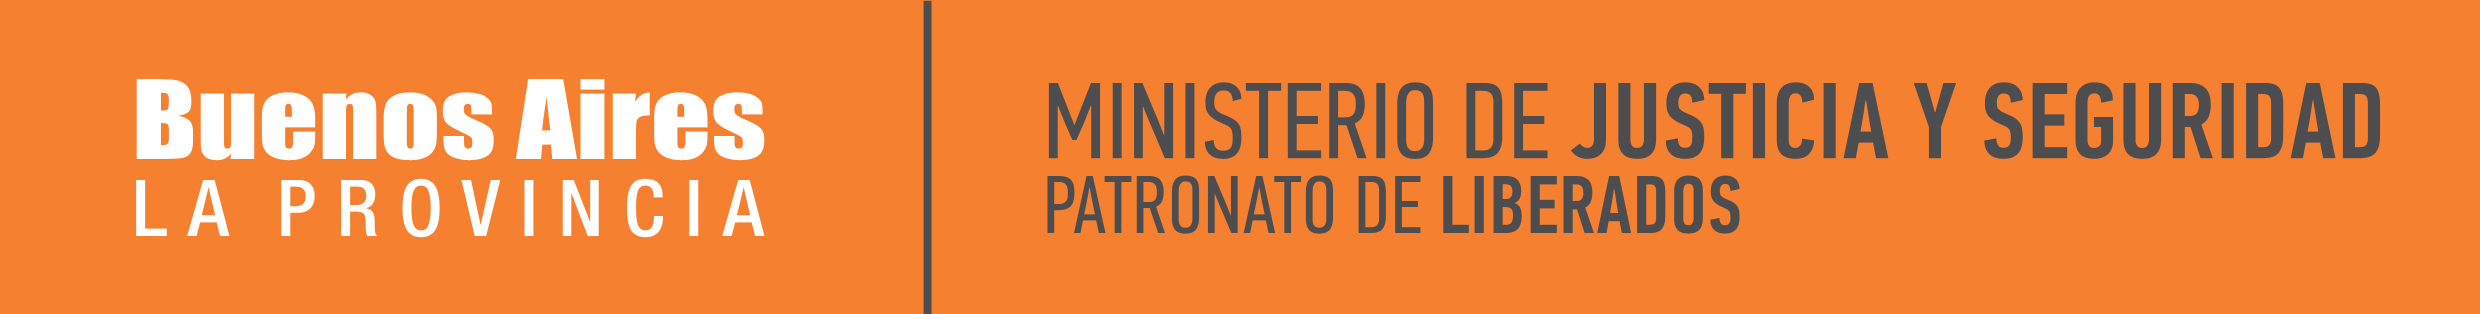 Buenos Aires
LA PROVINCIA
MINISTERIO DE JUSTICIA Y SEGURIDAD
PATRONATO DE LIBERADOS